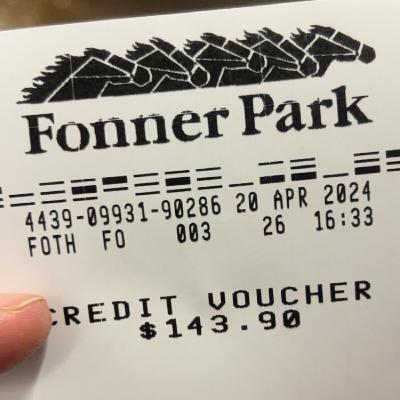 Fonner Park
4439-09931-90286 20 APR 2024
FOTH FO 003 26 16:33
CREDIT VOUCHER
$143.90